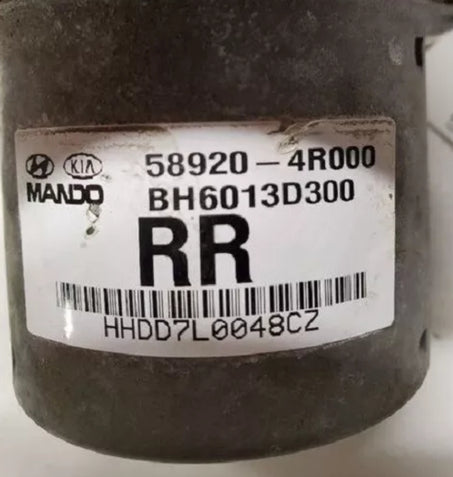 KIA 58920-4R000
MANDO BH6013D300
RR
HHDD7L0048CZ